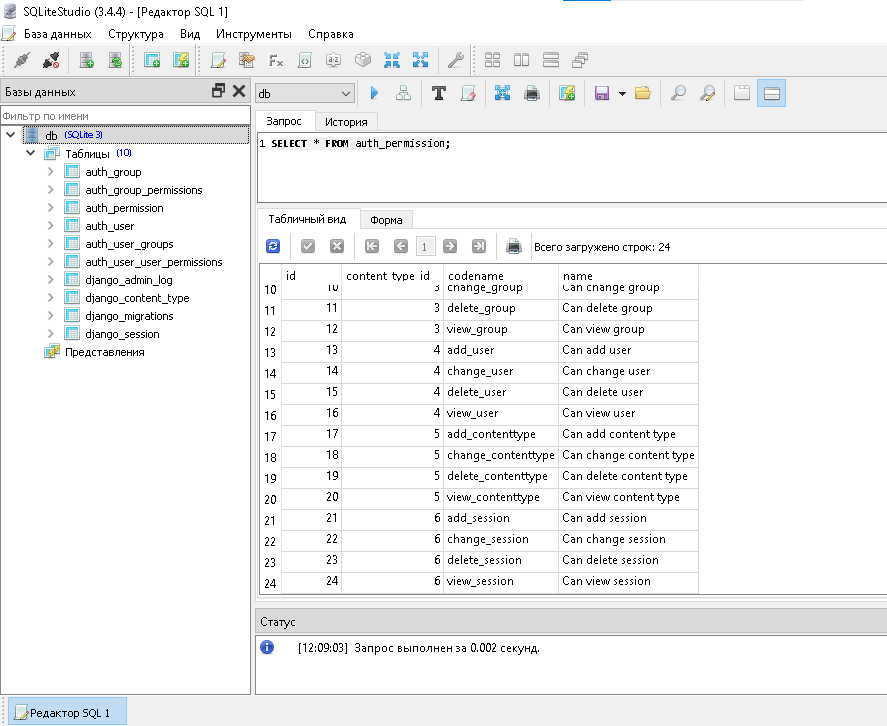 SQLiteStudio (3.4.4) - [Редактор SQL 1]
База данных Структура Вид Инструменты Справка
Базы данных
Фильтр по имени
db (SQLite 3)
Таблицы (10)
auth_group
auth_group_permissions
auth_permission
auth_user
auth_user_groups
auth_user_user_permissions
django_admin_log
django_content_type
django_migrations
django_session
Представления
db
Запрос История
1 SELECT * FROM auth_permission;
Табличный вид Форма
1 Всего загружено строк: 24
id content_type_id codename name
10 10 3 change_group Can change group
11 11 3 delete_group Can delete group
12 12 3 view_group Can view group
13 13 4 add_user Can add user
14 14 4 change_user Can change user
15 15 4 delete_user Can delete user
16 16 4 view_user Can view user
17 17 5 add_contenttype Can add content type
18 18 5 change_contenttype Can change content type
19 19 5 delete_contenttype Can delete content type
20 20 5 view_contenttype Can view content type
21 21 6 add_session Can add session
22 22 6 change_session Can change session
23 23 6 delete_session Can delete session
24 24 6 view_session Can view session
Статус
[12:09:03] Запрос выполнен за 0.002 секунд.
Редактор SQL 1